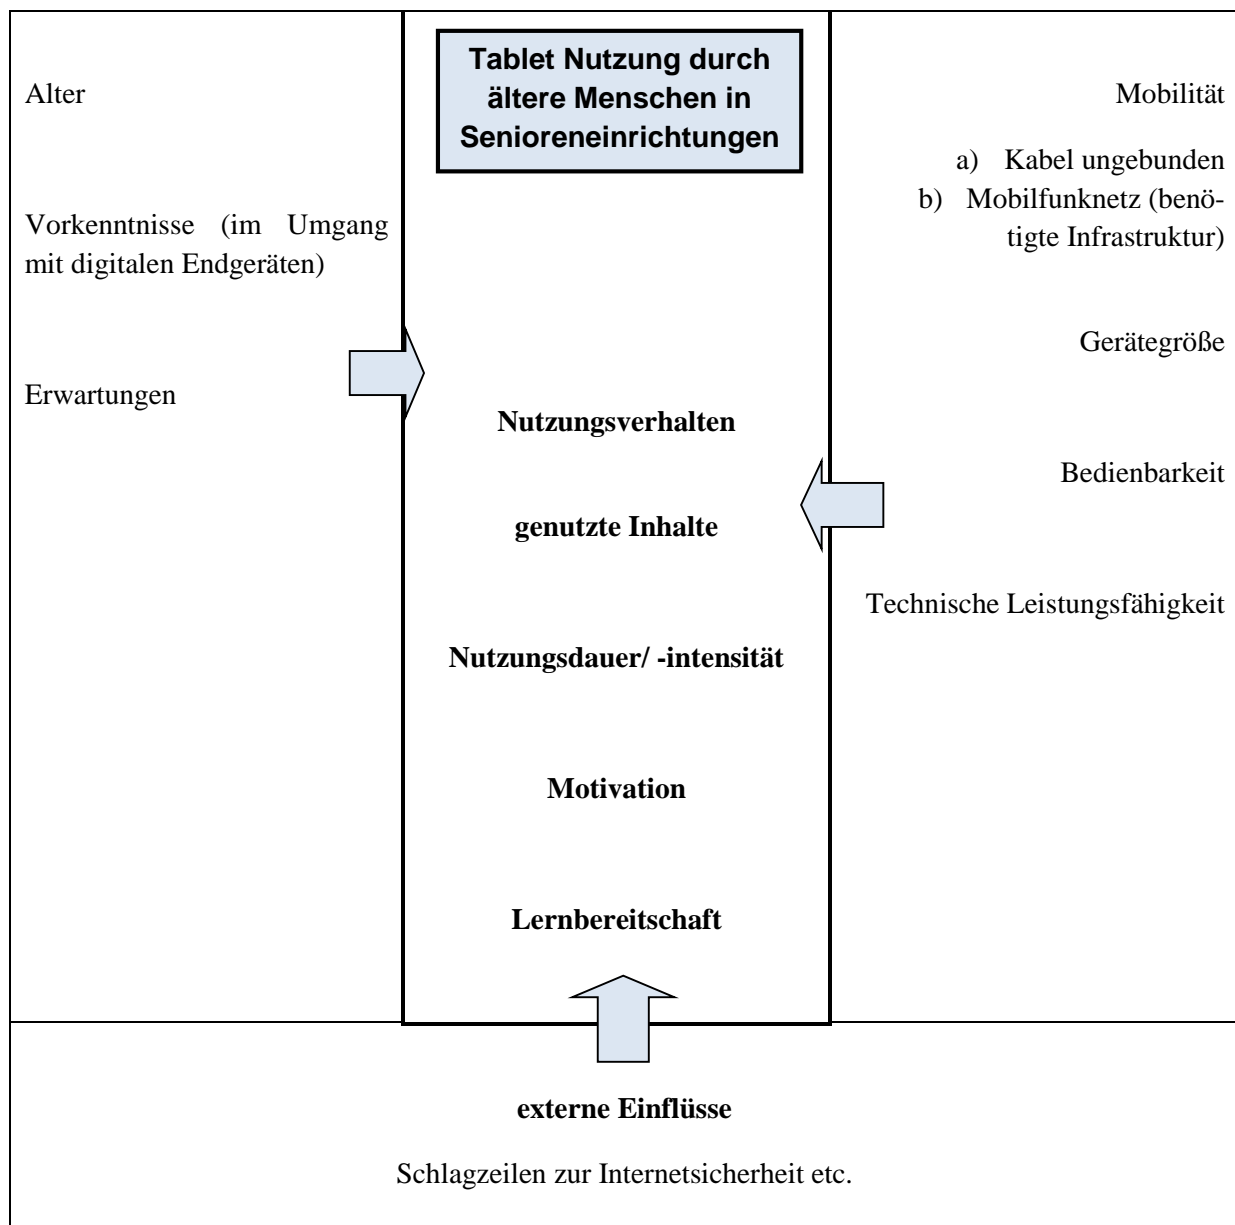 Alter
Vorkenntnisse (im Umgang
mit digitalen Endgeräten)
Erwartungen
Tablet Nutzung durch
ältere Menschen in
Senioreneinrichtungen
Nutzungsverhalten
genutzte Inhalte
Nutzungsdauer/ -intensität
Motivation
Lernbereitschaft
Mobilität
a) Kabel ungebunden
b) Mobilfunknetz (benö-
tigte Infrastruktur)
Gerätegröße
Bedienbarkeit
Technische Leistungsfähigkeit
externe Einflüsse
Schlagzeilen zur Internetsicherheit etc.